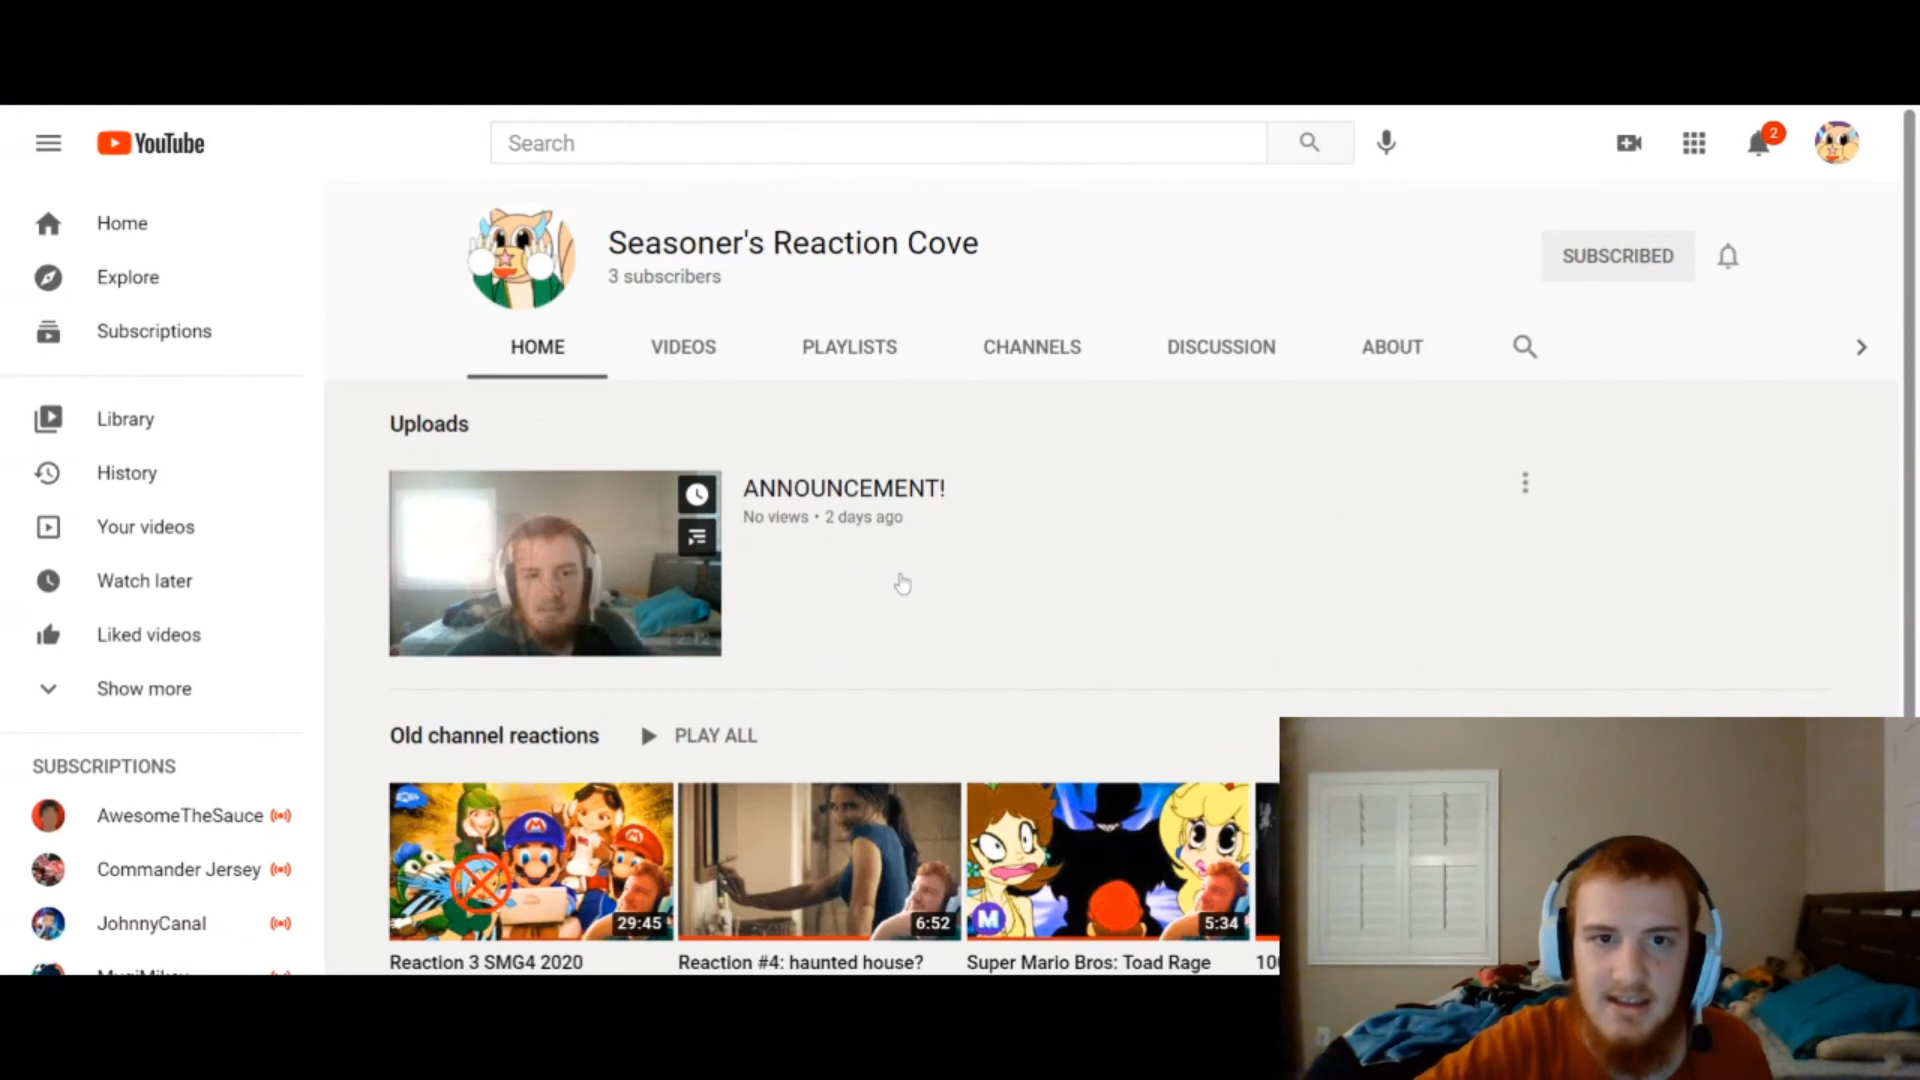 YouTube
Search
2
Home
Explore
Subscriptions
Library
History
Your videos
Watch later
Liked videos
Show more
SUBSCRIPTIONS
AwesomeTheSauce
Commander Jersey
JohnnyCanal
Seasoner's Reaction Cove
3 subscribers
SUBSCRIBED
HOME VIDEOS PLAYLISTS CHANNELS DISCUSSION ABOUT
Uploads
ANNOUNCEMENT!
No views • 2 days ago
2:12
Old channel reactions PLAY ALL
M
M
M
29:45
6:52
5:34
Reaction 3 SMG4 2020
Reaction #4: haunted house?
Super Mario Bros: Toad Rage